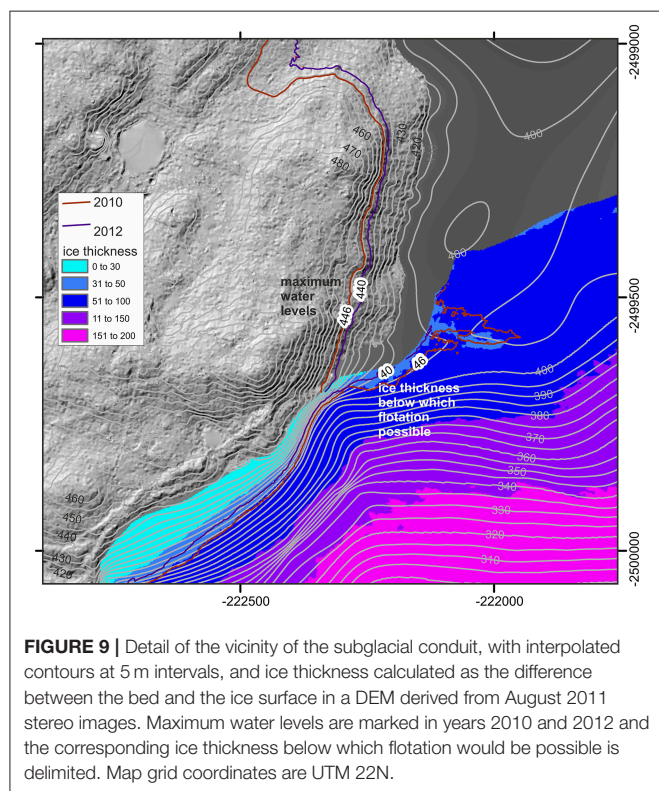 -2499000
-2499500
-2500000
-222500
-222000
2010
2012
ice thickness
0 to 30
31 to 50
51 to 100
11 to 150
151 to 200
460
470
480
430
420
400
400
maximum
water
levels
440
446
40
46
ice thickness
below which
flotation
possible
400
390
380
370
360
350
340
330
320
310
460
450
440
430
420
FIGURE 9 | Detail of the vicinity of the subglacial conduit, with interpolated
contours at 5 m intervals, and ice thickness calculated as the difference
between the bed and the ice surface in a DEM derived from August 2011
stereo images. Maximum water levels are marked in years 2010 and 2012 and
the corresponding ice thickness below which flotation would be possible is
delimited. Map grid coordinates are UTM 22N.